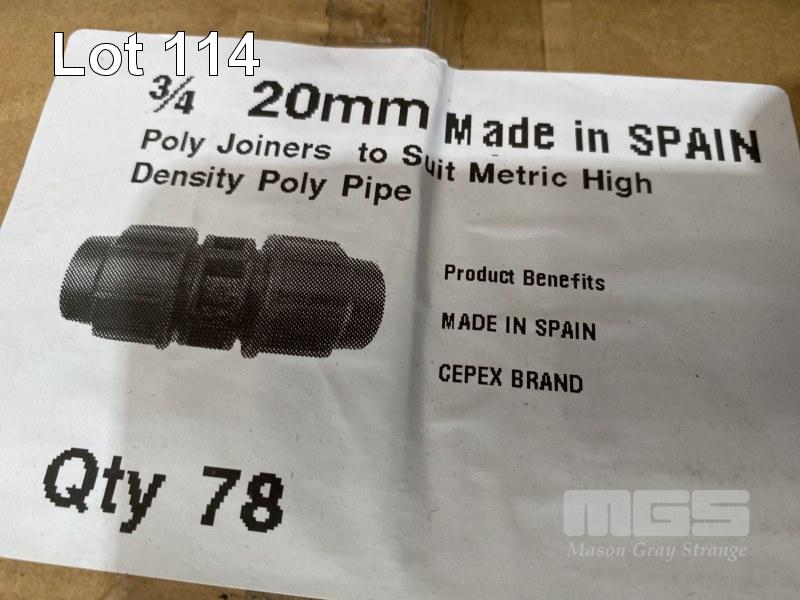 Lot 114
3/4 20mm Made in SPAIN
Poly Joiners to Suit Metric High
Density Poly Pipe
Product Benefits
MADE IN SPAIN
CEPEX BRAND
Qty 78
MGS
Mason Gray Strange